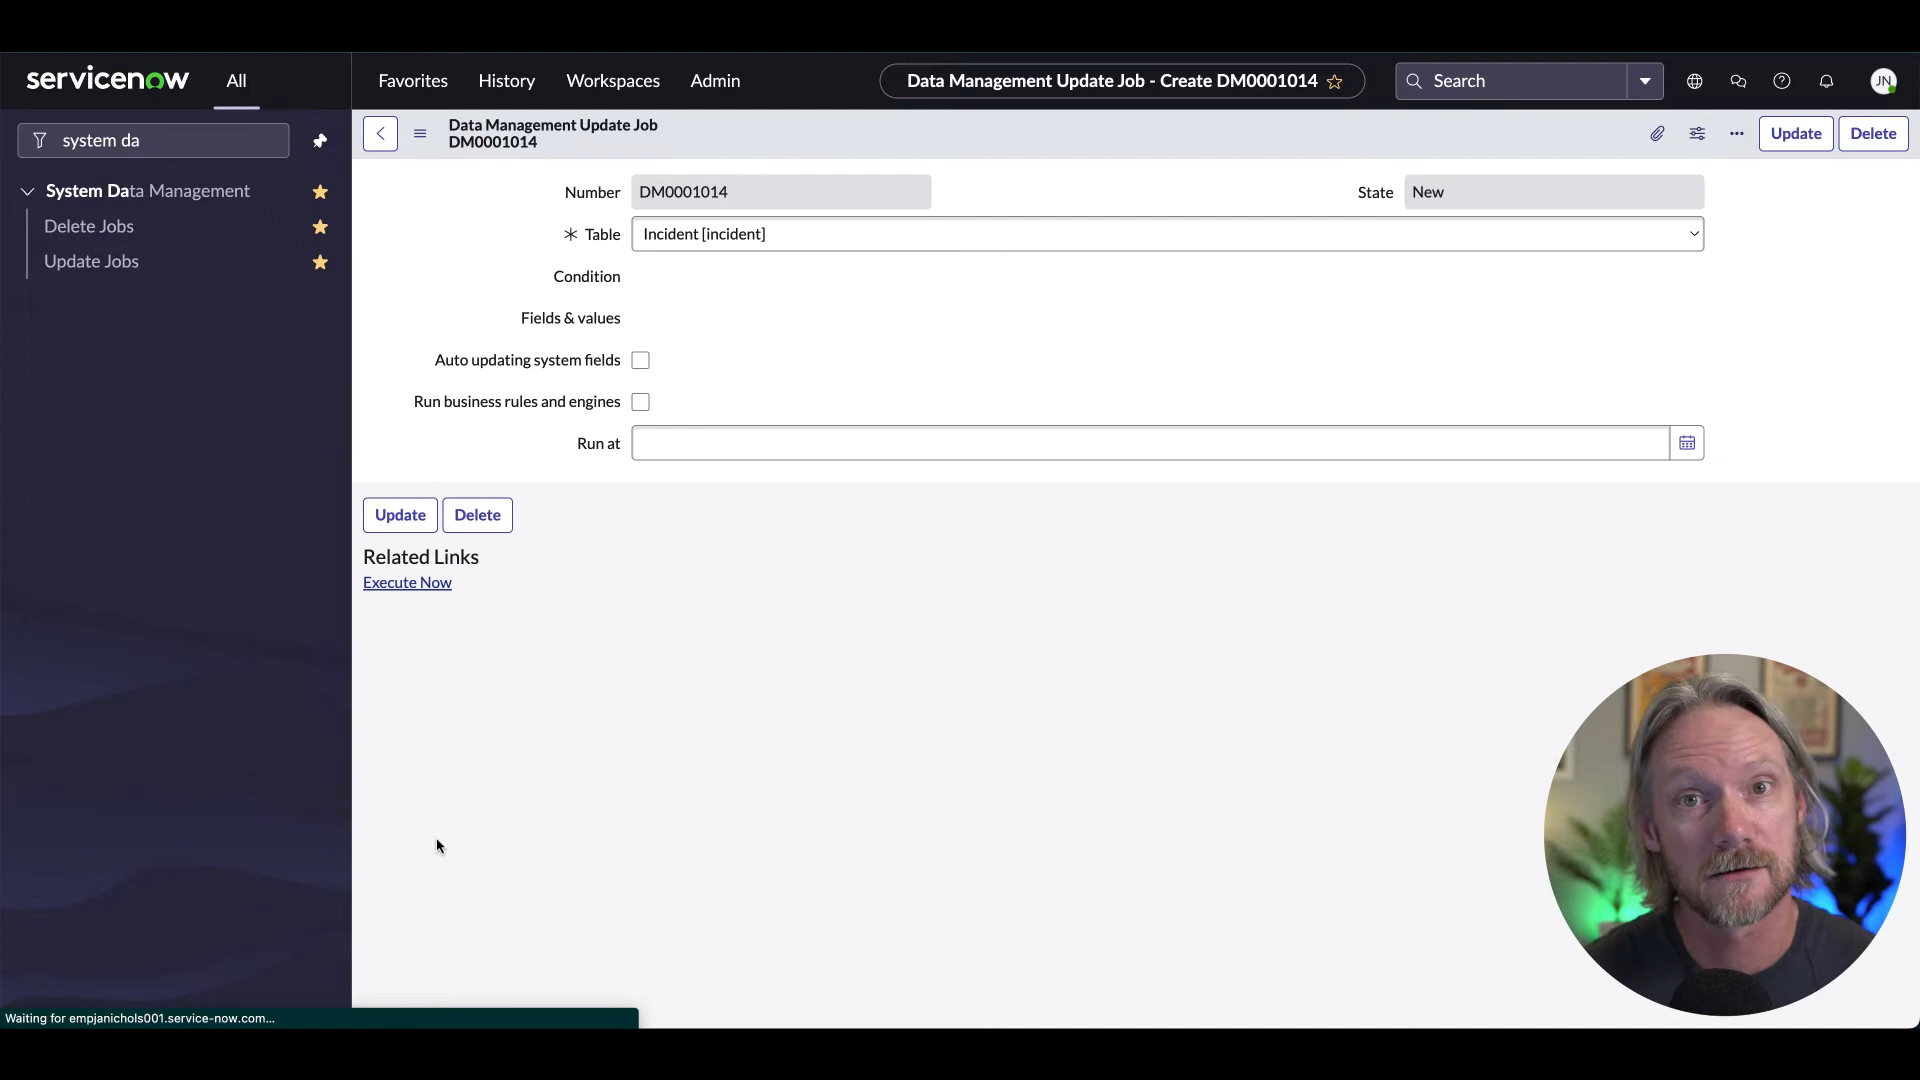 servicenow
All
Favorites
History
Workspaces
Admin
Data Management Update Job - Create DM0001014
Search
JN
system da
System Data Management
Delete Jobs
Update Jobs
Data Management Update Job
DM0001014
Update
Delete
Number
DM0001014
State
New
Table
Incident [incident]
Condition
Fields & values
Auto updating system fields
Run business rules and engines
Run at
Update
Delete
Related Links
Execute Now
Waiting for empjanichols001.service-now.com...